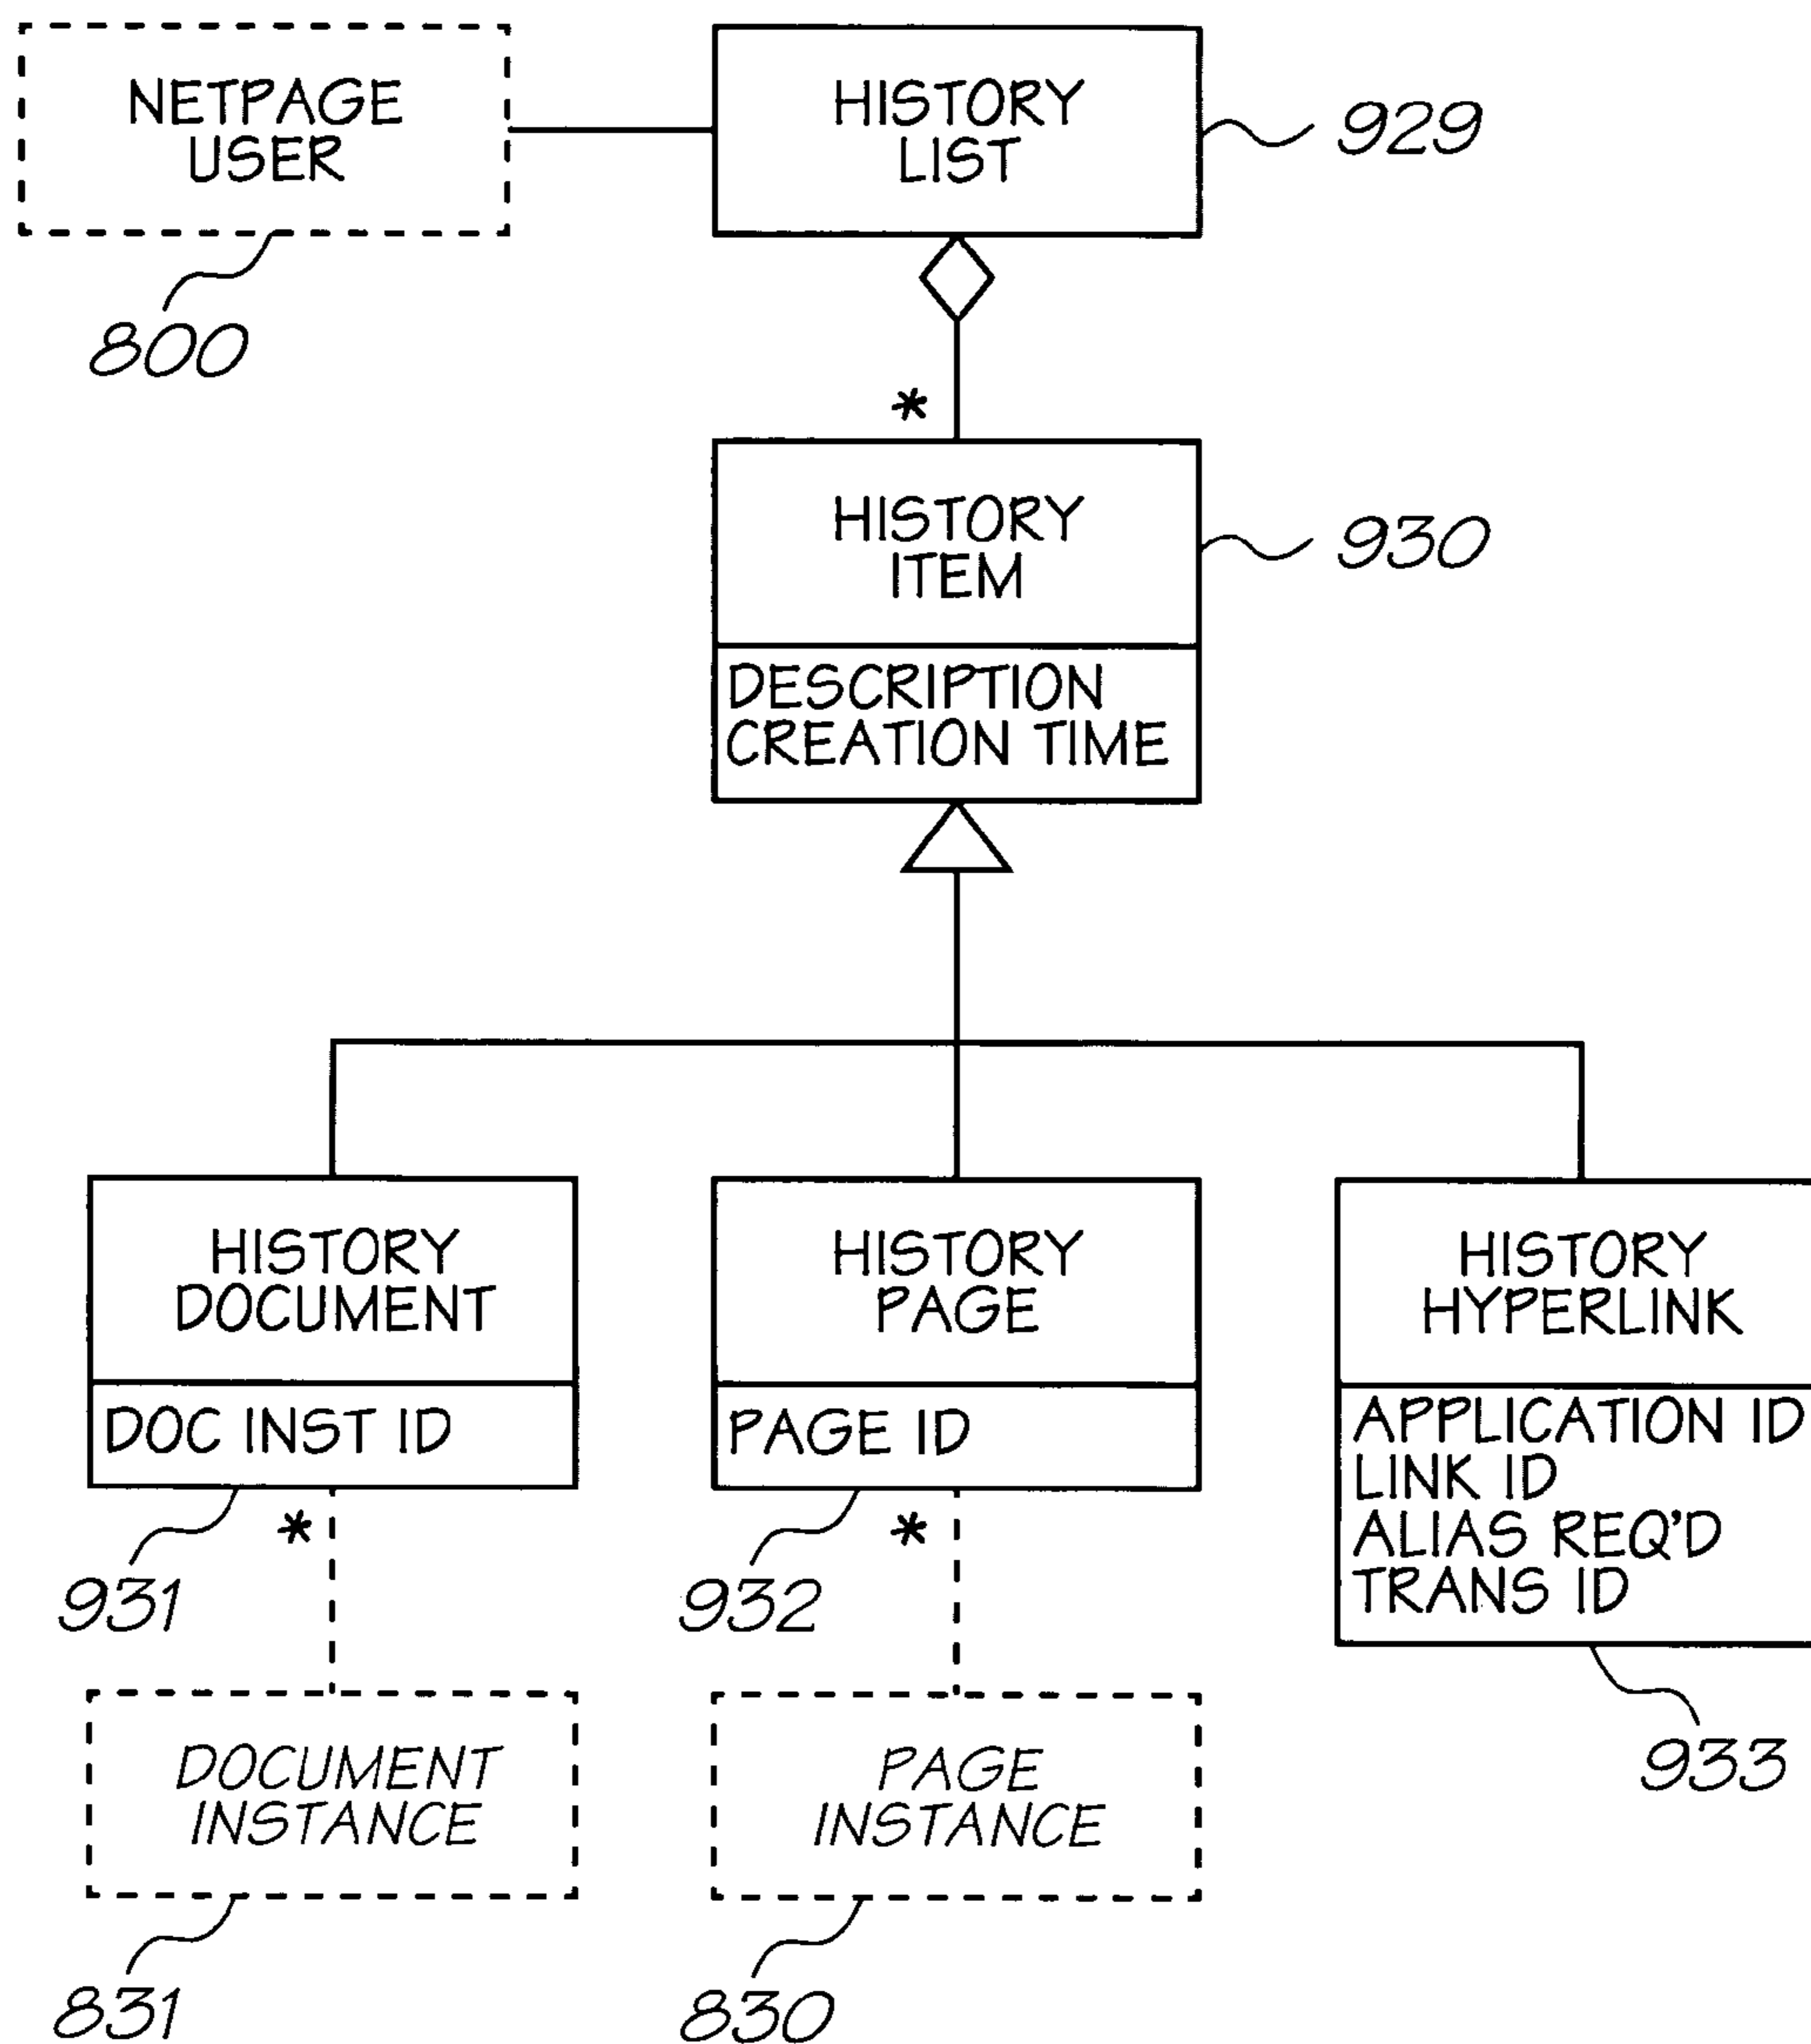 NETPAGE
USER
800
HISTORY
LIST
929
*
HISTORY
ITEM
930
DESCRIPTION
CREATION TIME
HISTORY
DOCUMENT
DOC INST ID
931
*
HISTORY
PAGE
PAGE ID
932
*
HISTORY
HYPERLINK
APPLICATION ID
LINK ID
ALIAS REQ'D
TRANS ID
933
DOCUMENT
INSTANCE
831
PAGE
INSTANCE
830